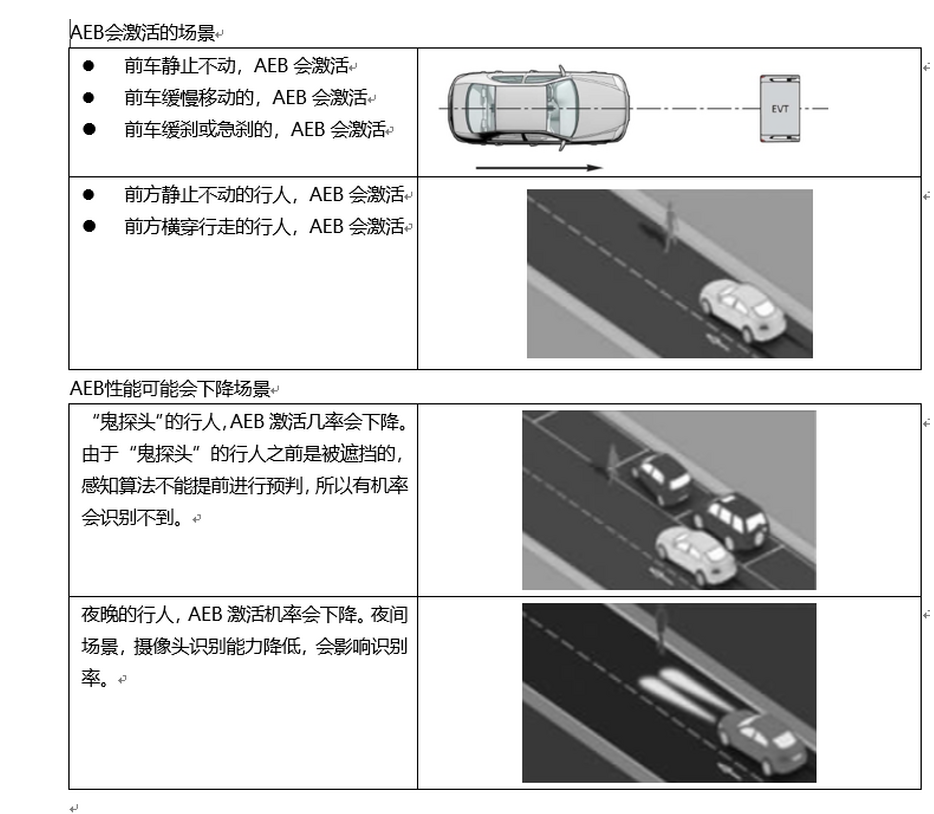 AEB会激活的场景
● 前车静止不动，AEB 会激活
● 前车缓慢移动的，AEB 会激活
● 前车缓刹或急刹的，AEB 会激活
EVT
● 前方静止不动的行人，AEB 会激活
● 前方横穿行走的行人，AEB 会激活
AEB性能可能会下降场景
“鬼探头”的行人，AEB 激活几率会下降。
由于“鬼探头”的行人之前是被遮挡的，
感知算法不能提前进行预判，所以有机率
会识别不到。
夜晚的行人，AEB 激活机率会下降。夜间
场景，摄像头识别能力降低，会影响识别
率。